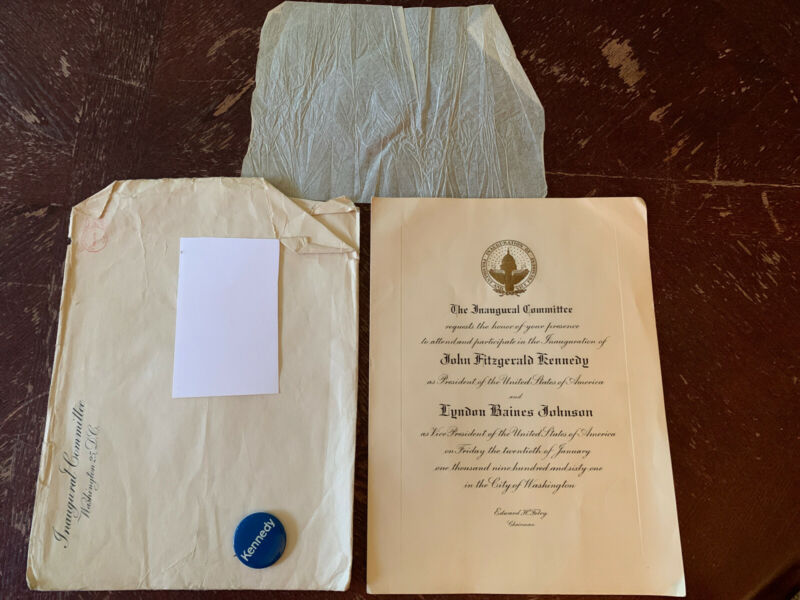 Inaugural Committee
Washington 25, D.C.
Kennedy
The Inaugural Committee
requests the honor of your presence
to attend and participate in the Inauguration of
John Fitzgerald Kennedy
as President of the United States of America
and
Lyndon Baines Johnson
as Vice President of the United States of America
on Friday the twentieth of January
one thousand nine hundred and sixty one
in the City of Washington
Edward H. Foley
Chairman